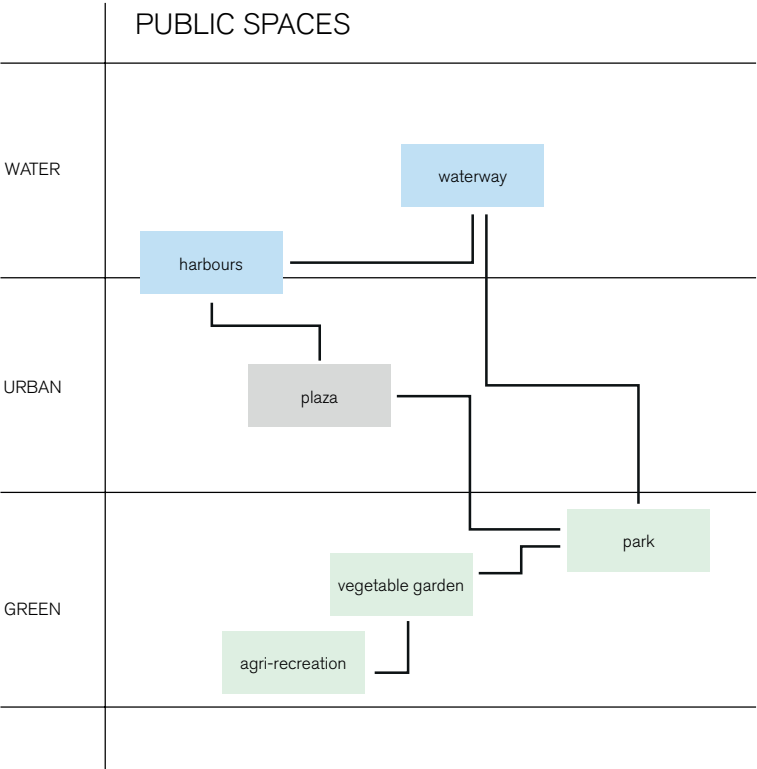 PUBLIC SPACES
WATER
waterway
harbours
URBAN
plaza
park
vegetable garden
GREEN
agri-recreation